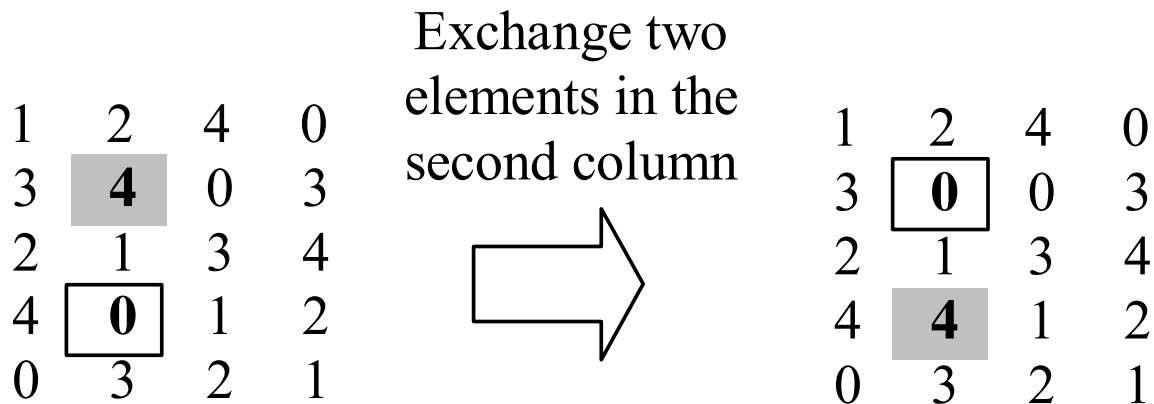 Exchange two
elements in the
second column
1 2 4 0
3 4 0 3
2 1 3 4
4 0 1 2
0 3 2 1
1 2 4 0
3 0 0 3
2 1 3 4
4 4 1 2
0 3 2 1